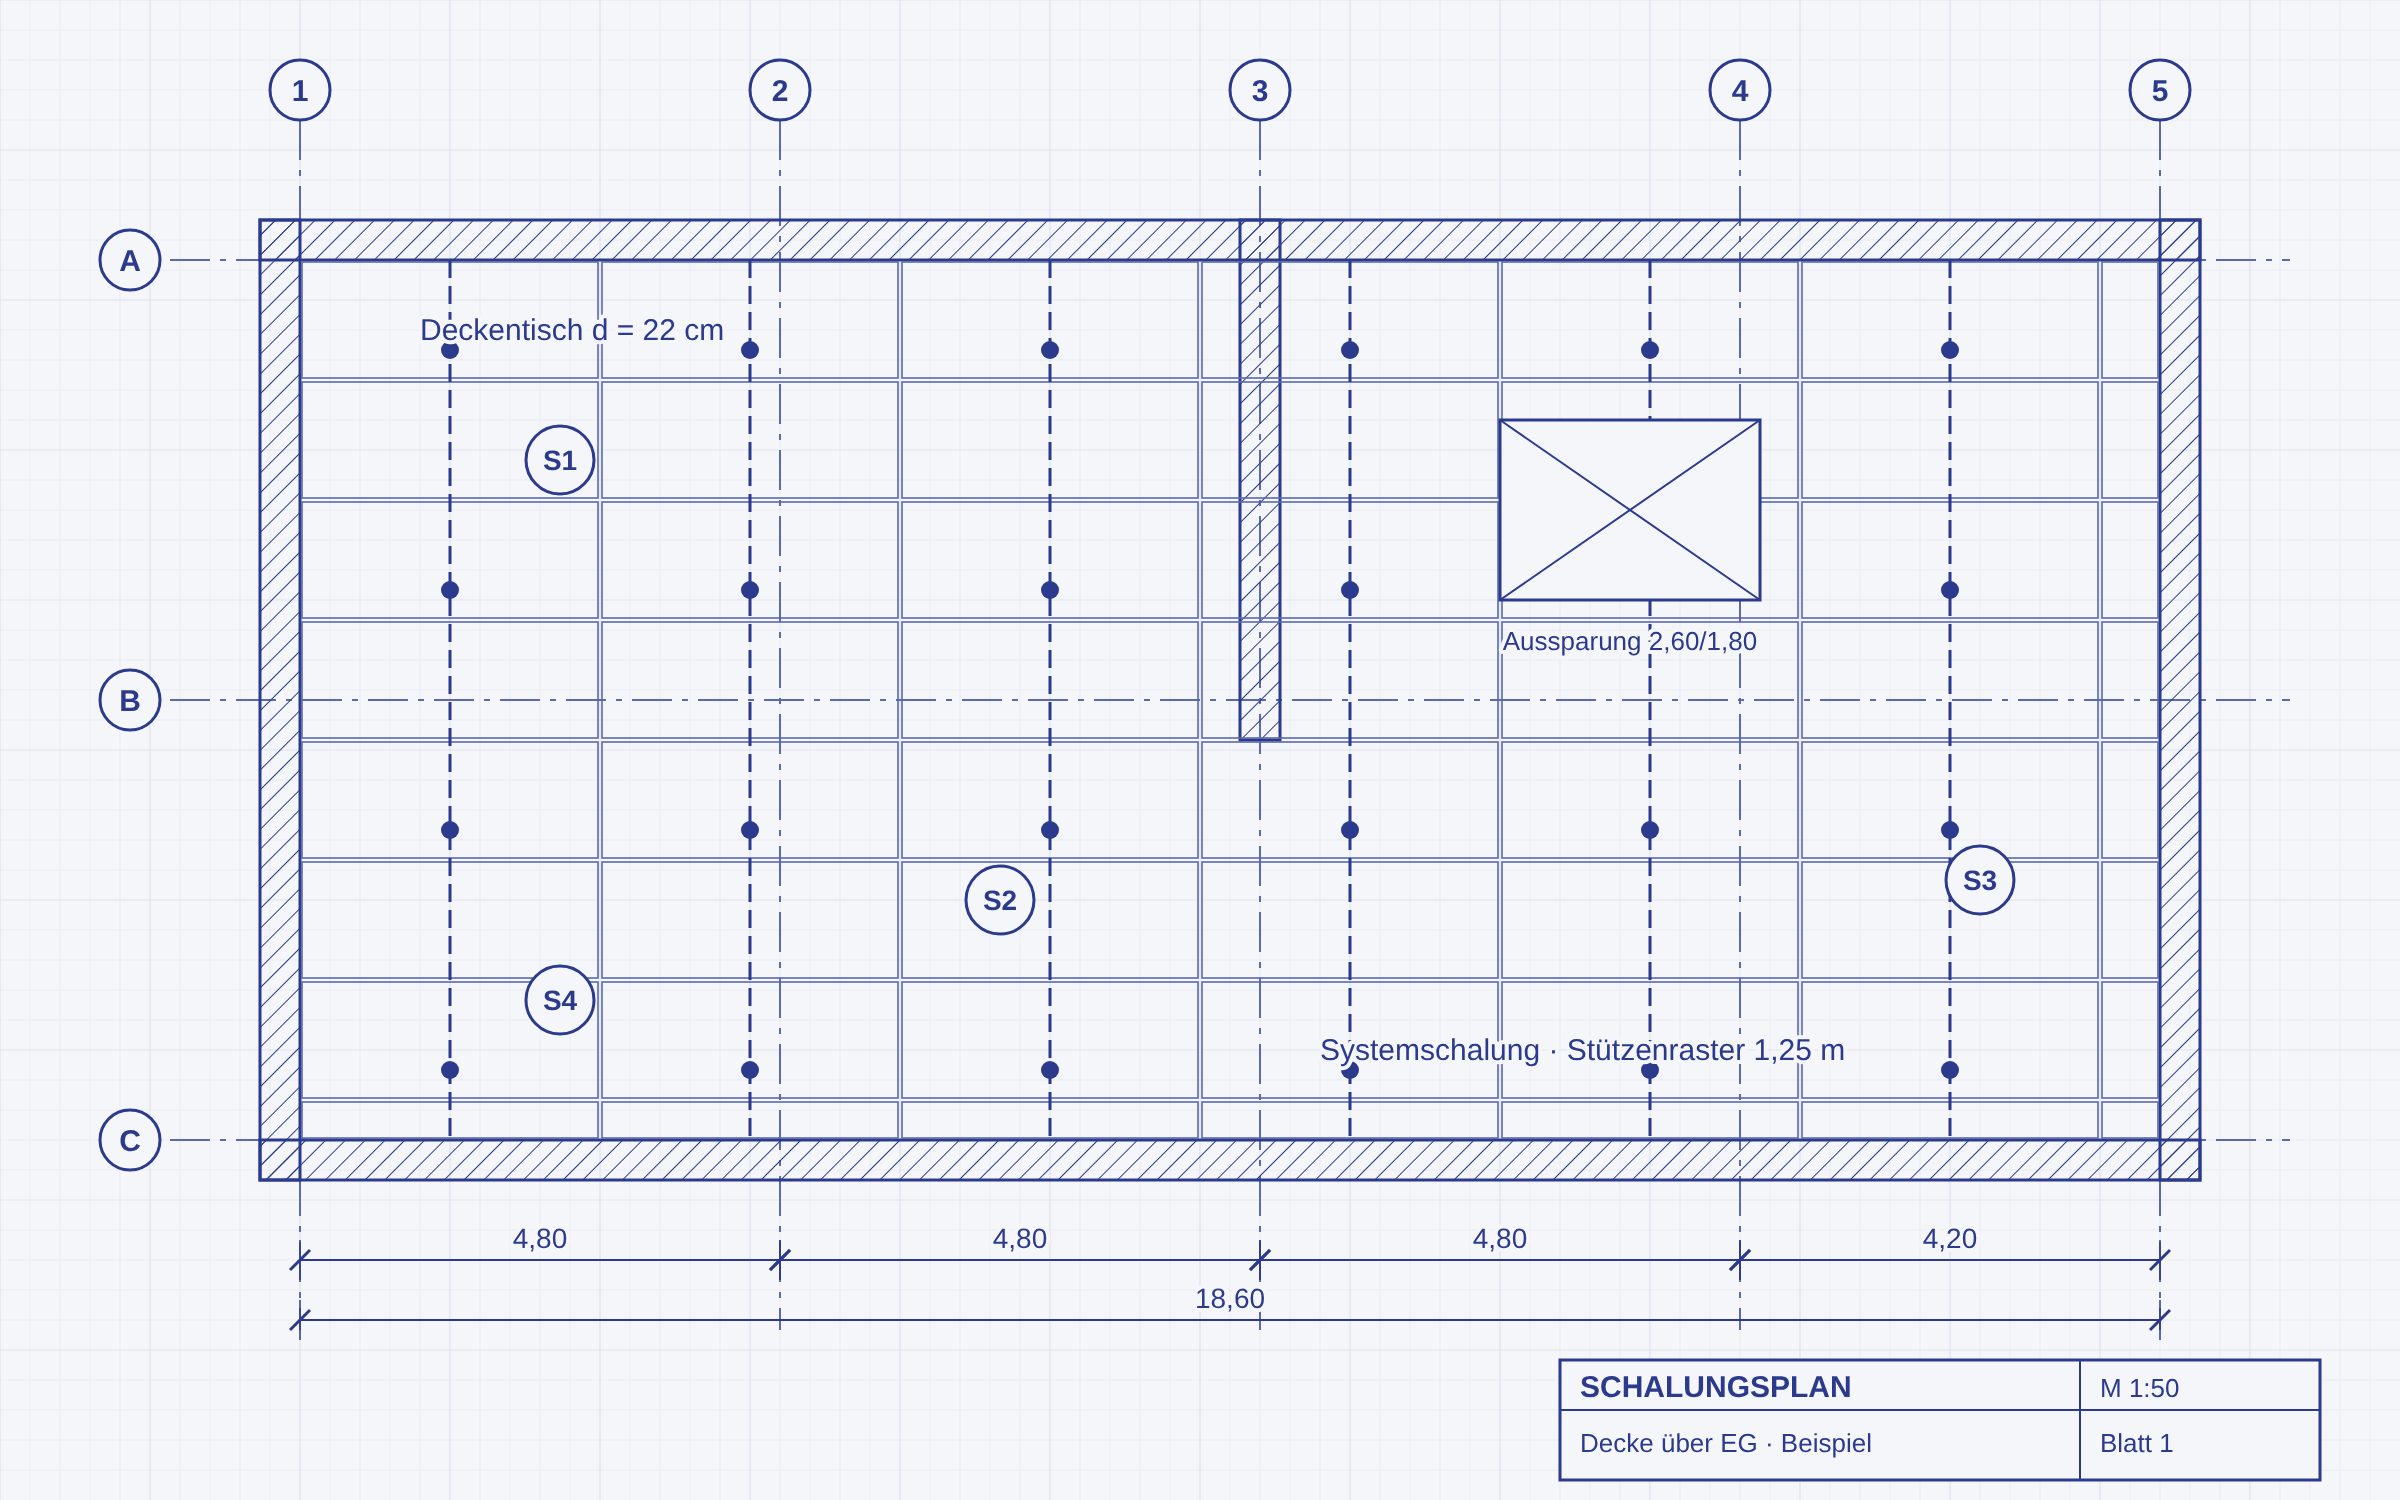 1
2
3
4
5
A
Deckentisch d = 22 cm
S1
Aussparung 2,60/1,80
B
S2
S3
S4
Systemschalung · Stützenraster 1,25 m
C
4,80
4,80
4,80
4,20
18,60
SCHALUNGSPLAN
M 1:50
Decke über EG · Beispiel
Blatt 1